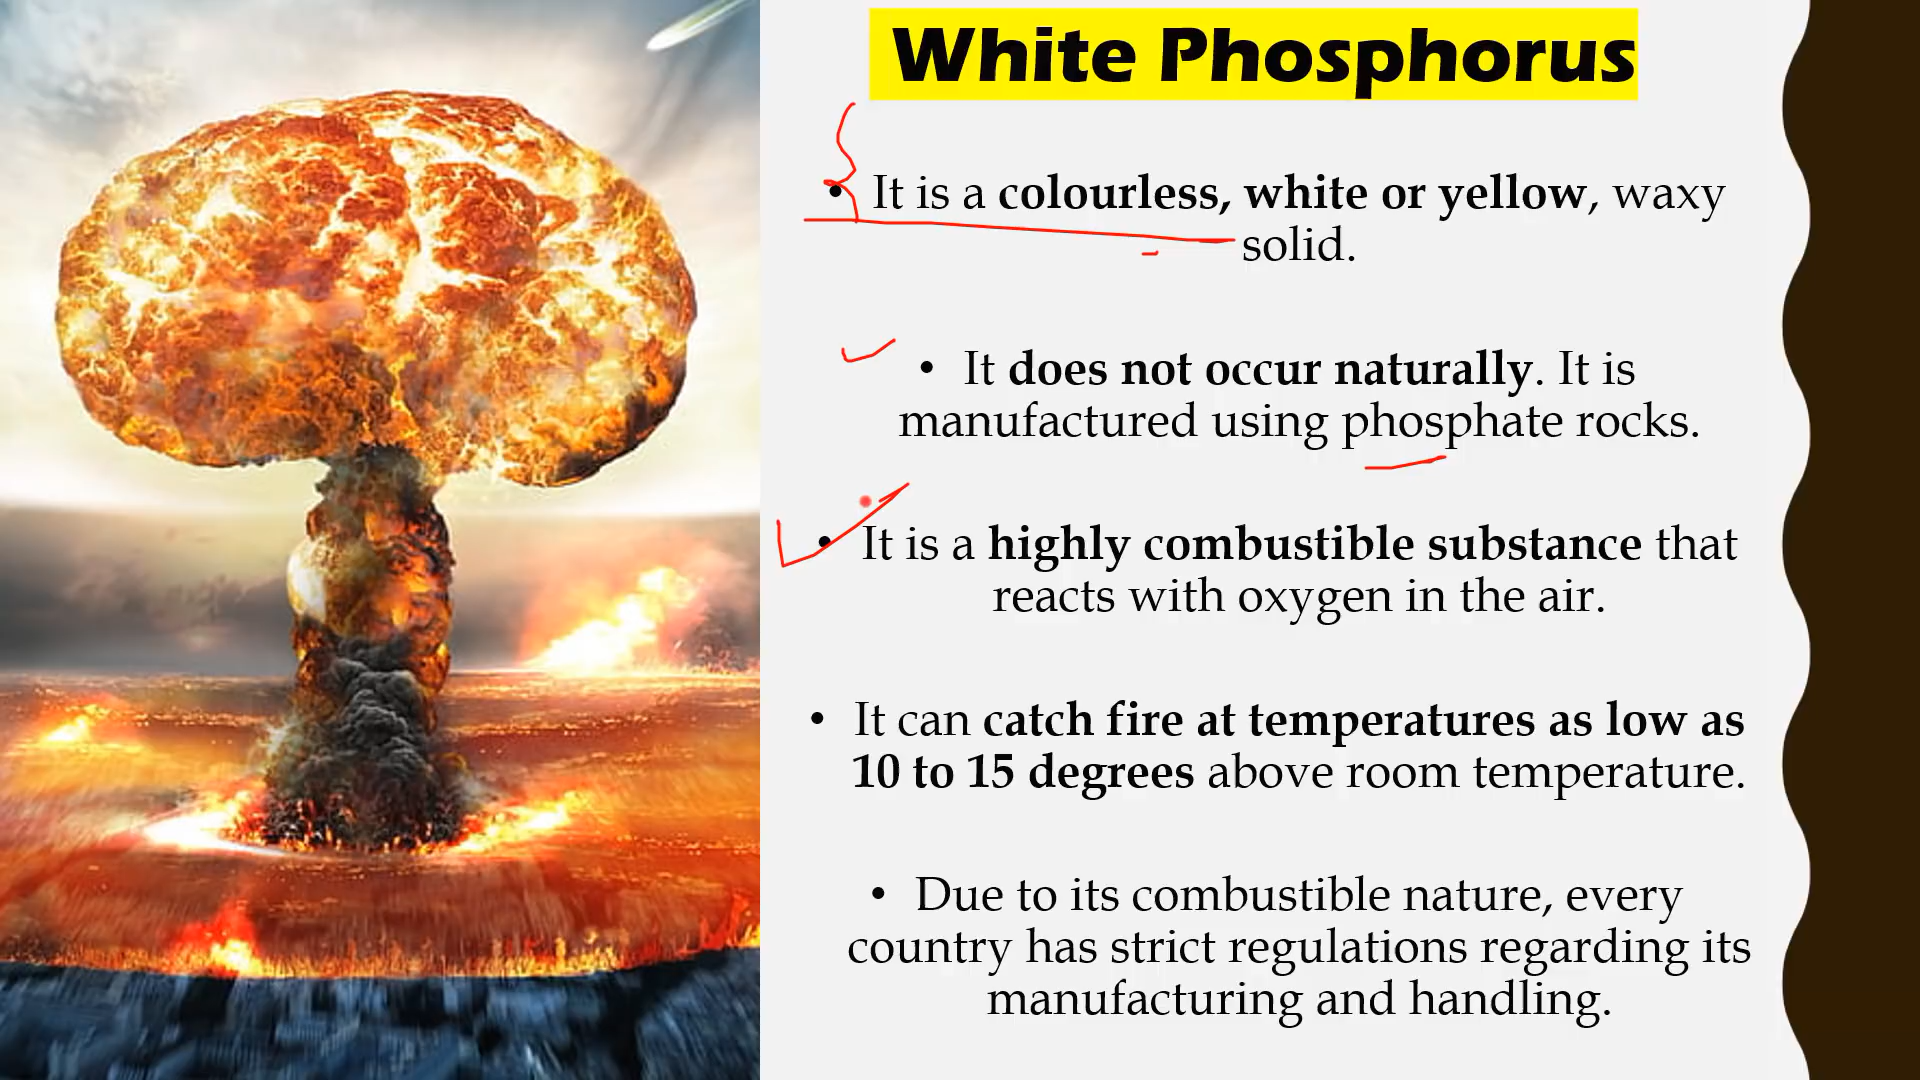 White Phosphorus
• It is a colourless, white or yellow, waxy
solid.
• It does not occur naturally. It is
manufactured using phosphate rocks.
• It is a highly combustible substance that
reacts with oxygen in the air.
• It can catch fire at temperatures as low as
10 to 15 degrees above room temperature.
• Due to its combustible nature, every
country has strict regulations regarding its
manufacturing and handling.